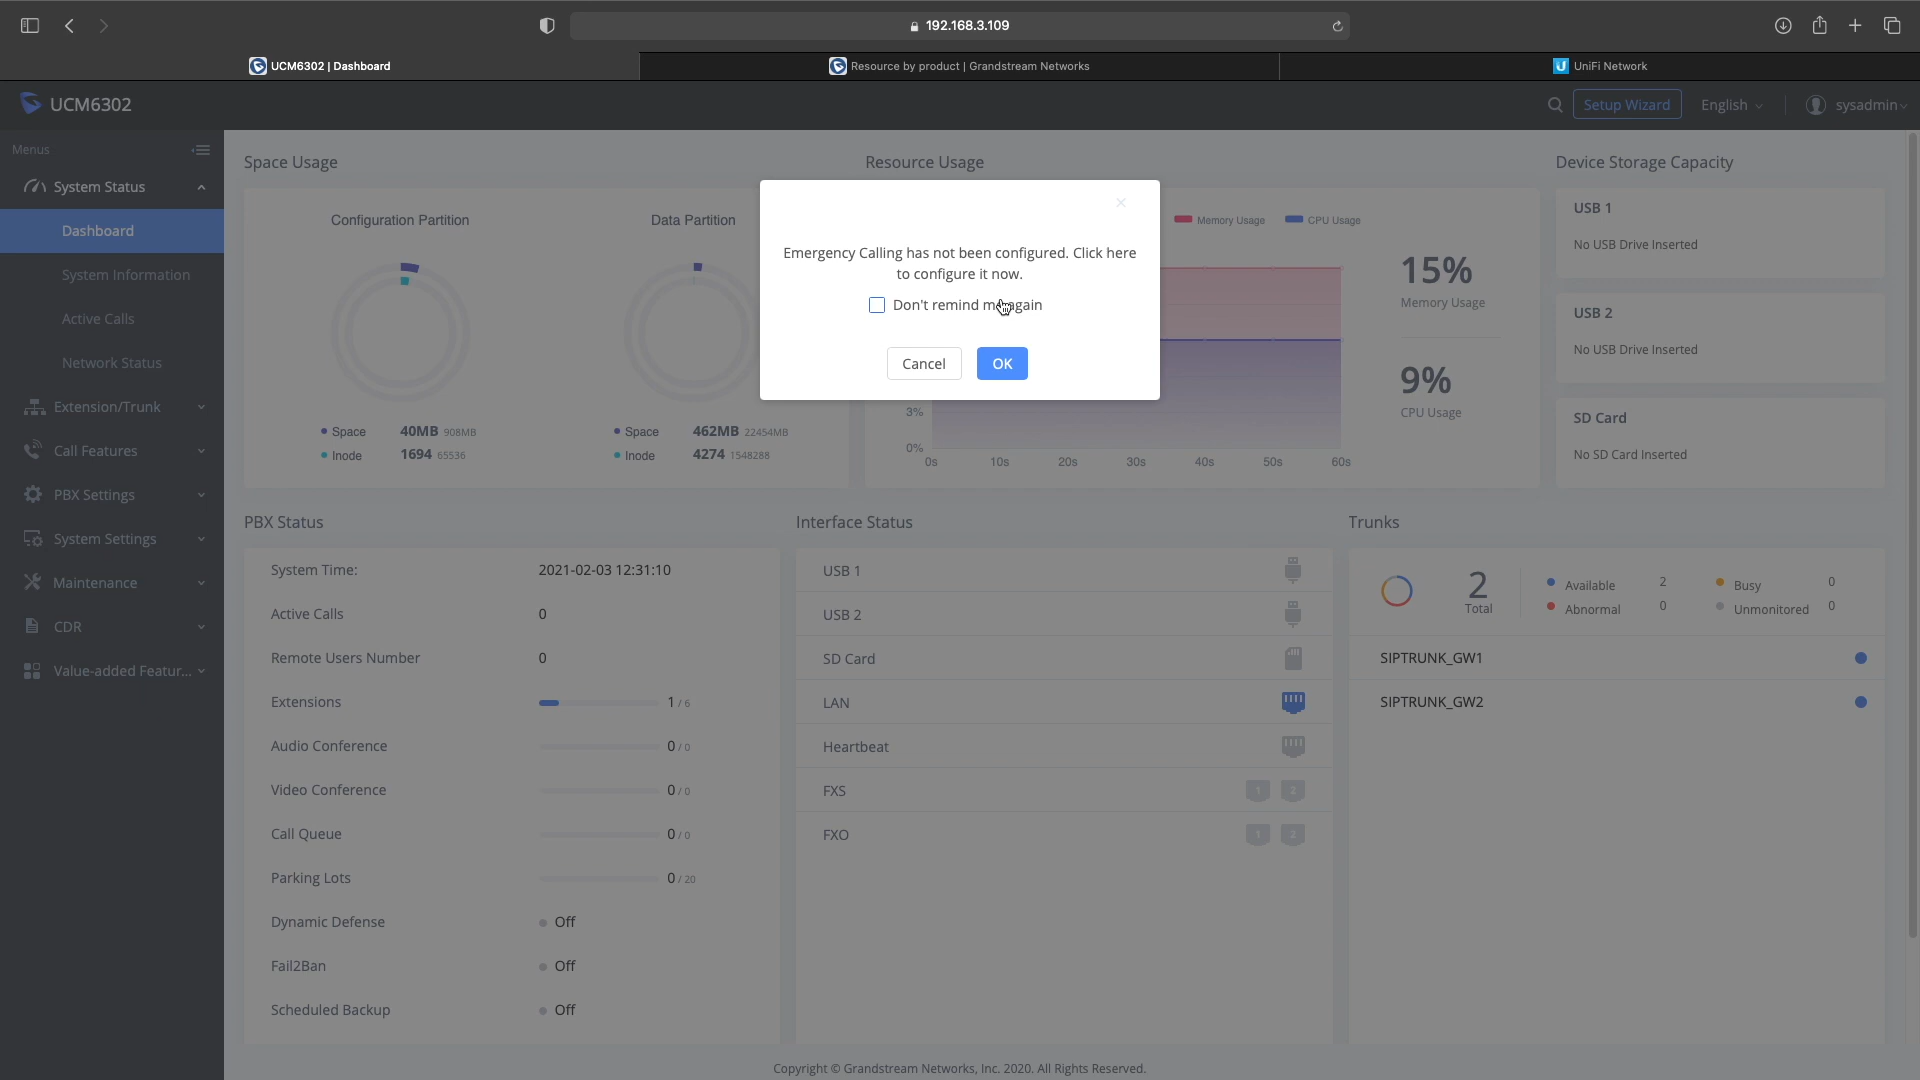 192.168.3.109
UCM6302 | Dashboard
Resource by product | Grandstream Networks
UniFi Network
UCM6302
Setup Wizard
English
sysadmin
Menus
System Status
Dashboard
System Information
Active Calls
Network Status
Extension/Trunk
Call Features
PBX Settings
System Settings
Maintenance
CDR
Value-added Featur...
Space Usage
Configuration Partition
Data Partition
Space 40MB 908MB
Inode 1694 65536
Space 462MB 22454MB
Inode 4274 1548288
Resource Usage
Memory Usage
CPU Usage
3%
0%
0s 10s 20s 30s 40s 50s 60s
15%
Memory Usage
9%
CPU Usage
Device Storage Capacity
USB 1
No USB Drive Inserted
USB 2
No USB Drive Inserted
SD Card
No SD Card Inserted
Emergency Calling has not been configured. Click here
to configure it now.
Don't remind me again
Cancel
OK
PBX Status
System Time: 2021-02-03 12:31:10
Active Calls 0
Remote Users Number 0
Extensions 1 / 6
Audio Conference 0 / 0
Video Conference 0 / 0
Call Queue 0 / 0
Parking Lots 0 / 20
Dynamic Defense Off
Fail2Ban Off
Scheduled Backup Off
Interface Status
USB 1
USB 2
SD Card
LAN
Heartbeat
FXS 1 2
FXO 1 2
Trunks
2
Total
Available 2
Busy 0
Abnormal 0
Unmonitored 0
SIPTRUNK_GW1
SIPTRUNK_GW2
Copyright © Grandstream Networks, Inc. 2020. All Rights Reserved.